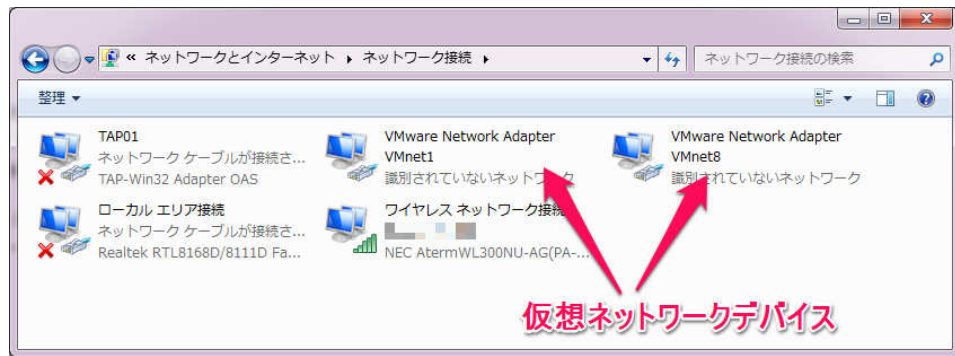 « ネットワークとインターネット ▸ ネットワーク接続 ▸
ネットワーク接続の検索
整理 ▼
TAP01
ネットワーク ケーブルが接続さ...
TAP-Win32 Adapter OAS
VMware Network Adapter
VMnet1
識別されていないネットワーク
VMware Network Adapter
VMnet8
識別されていないネットワーク
ローカル エリア接続
ネットワーク ケーブルが接続さ...
Realtek RTL8168D/8111D Fa...
ワイヤレス ネットワーク接続
NEC AtermWL300NU-AG(PA-...
仮想ネットワークデバイス